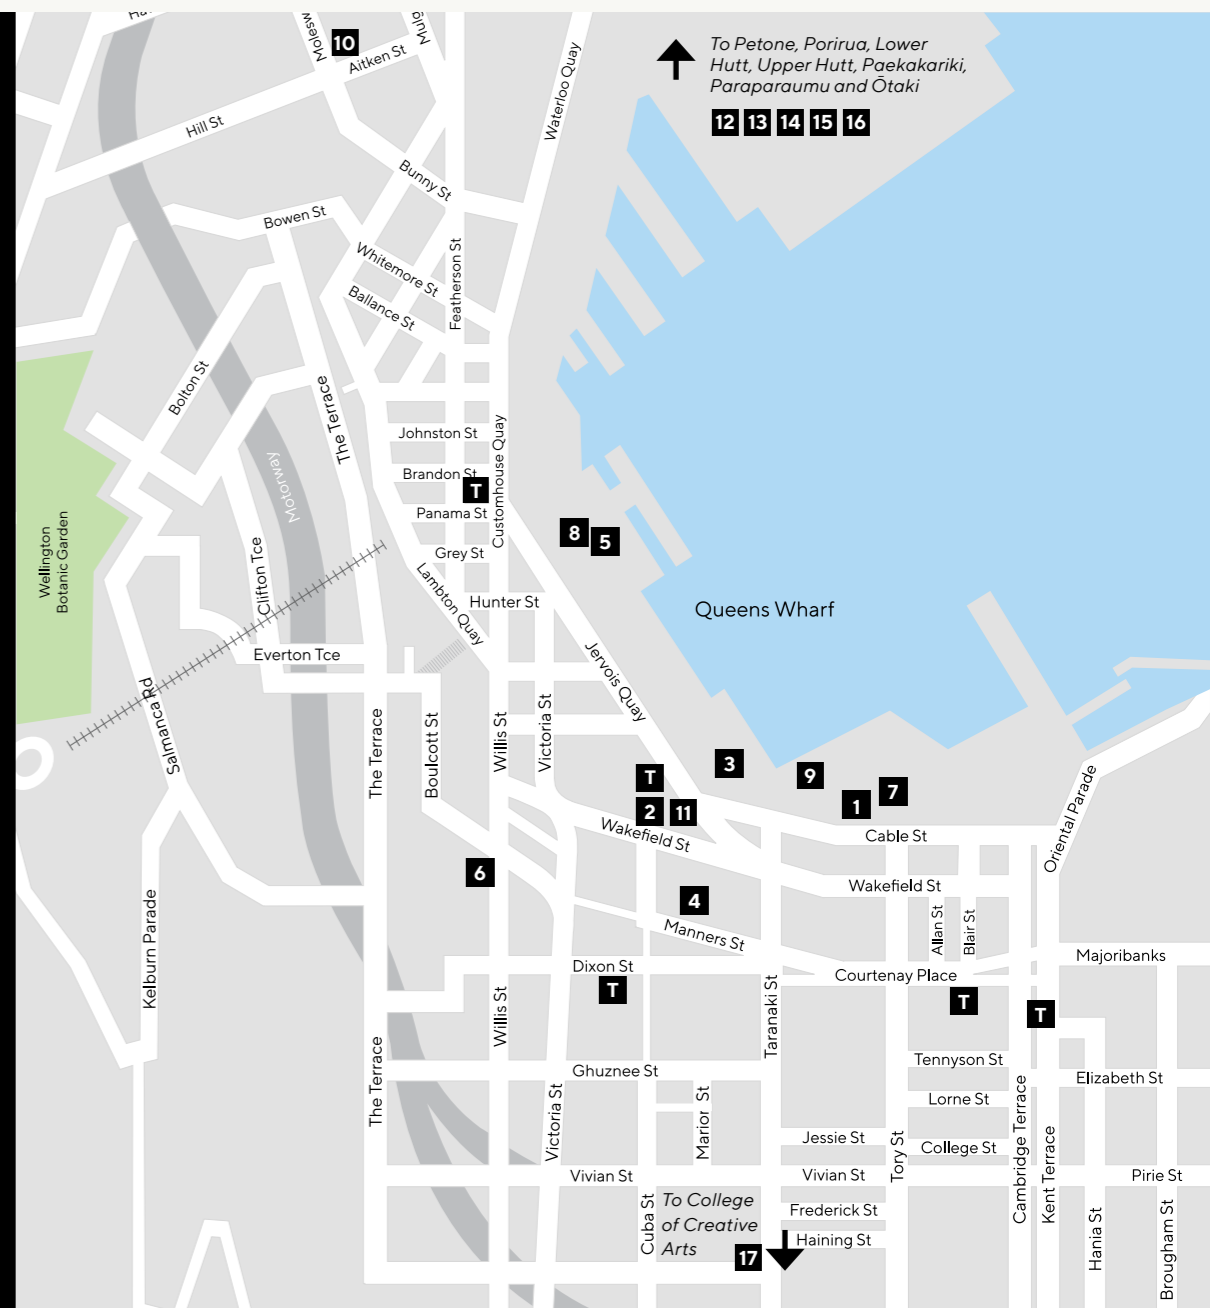 Molesw
Mulg
10
Aitken St
Waterloo Quay
To Petone, Porirua, Lower
Hutt, Upper Hutt, Paekakariki,
Paraparaumu and Ōtaki
12 13 14 15 16
Hill St
Bunny St
Bowen St
Whitemore St
Featherson St
Ballance St
Bolton St
The Terrace
Johnston St
Customhouse Quay
Brandon St
T
Motorway
Panama St
8
5
Wellington
Botanic Garden
Grey St
Clifton Tce
Lambton Quay
Hunter St
Queens Wharf
Everton Tce
Jervois Quay
Salmanca Rd
The Terrace
Boulcott St
Willis St
Victoria St
3
T
9
7
1
2
11
Wakefield St
Cable St
Oriental Parade
6
Wakefield St
4
Kelburn Parade
Manners St
Allan St
Blair St
Majoribanks
Dixon St
Courtenay Place
T
T
T
Willis St
Taranaki St
The Terrace
Tennyson St
Ghuznee St
Elizabeth St
Lorne St
Victoria St
Marior St
Jessie St
Tory St
College St
Cambridge Terrace
Kent Terrace
Vivian St
Vivian St
Pirie St
Cuba St
To College
of Creative
Arts
17
Frederick St
Haining St
Hania St
Brougham St